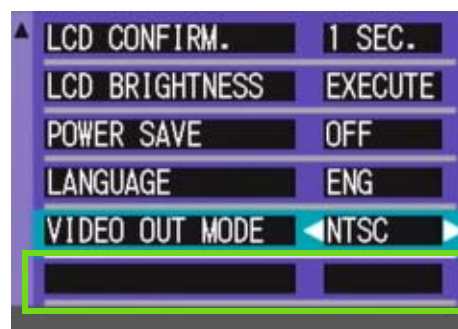 LCD CONFIRM. 1 SEC.
LCD BRIGHTNESS EXECUTE
POWER SAVE OFF
LANGUAGE ENG
VIDEO OUT MODE NTSC